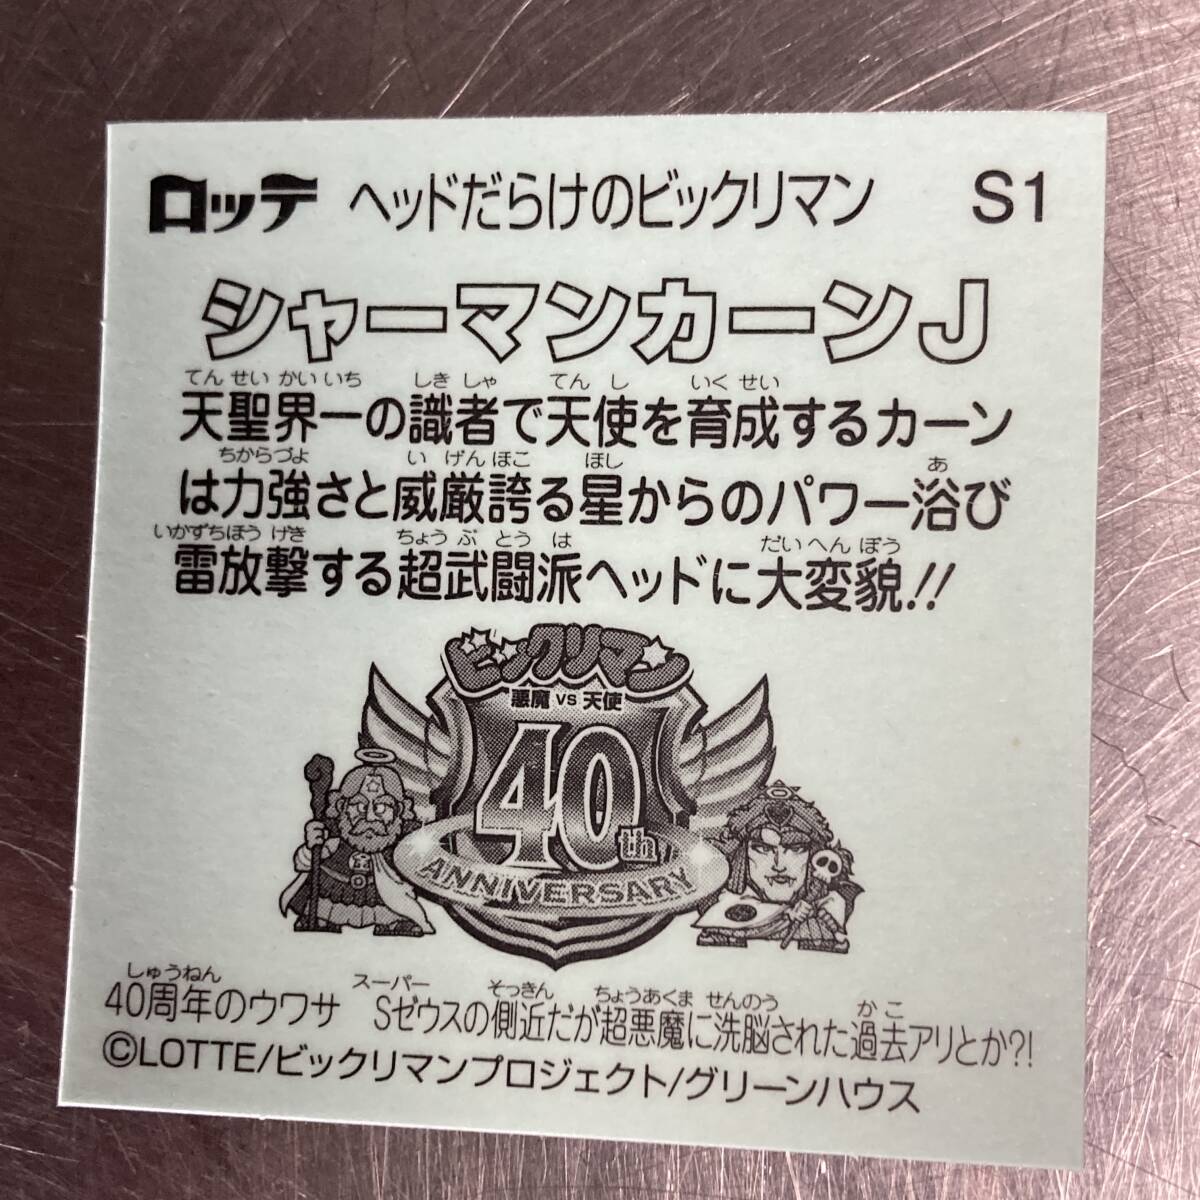 ロッテ ヘッドだらけのビックリマン S1
シャーマンカーンJ
てんせいかいいち しきしゃ てんし いくせい
天聖界一の識者で天使を育成するカーン
ちからづよ いげんほこ ほし あ
は力強さと威厳誇る星からのパワー浴び
いかずちほうげき ちょうぶとうは だいへんぼう
雷放撃する超武闘派ヘッドに大変貌!!
ビックリマン
悪魔 VS 天使
40th
ANNIVERSARY
しゅうねん スーパー そっきん ちょうあくま せんのう かこ
40周年のウワサ Sゼウスの側近だが超悪魔に洗脳された過去アリとか?!
©LOTTE/ビックリマンプロジェクト/グリーンハウス